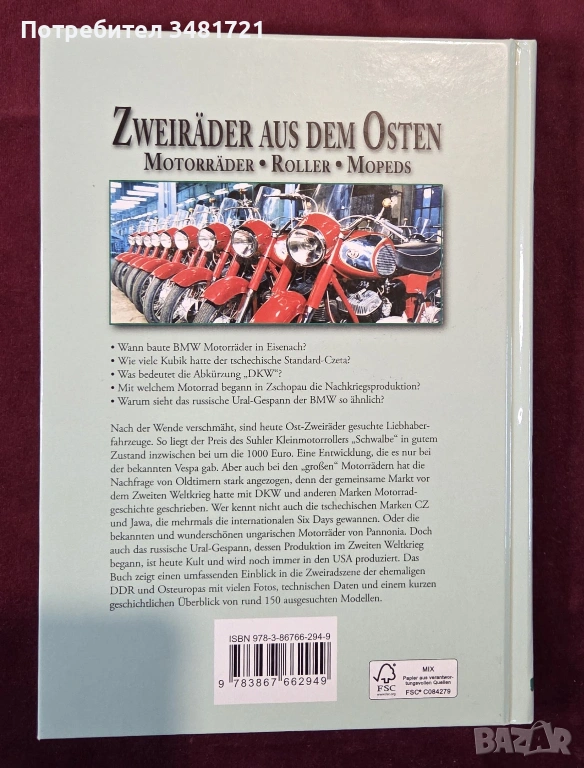 Потребител 3481721
ZWEIRÄDER AUS DEM OSTEN
MOTORRÄDER • ROLLER • MOPEDS
• Wann baute BMW Motorräder in Eisenach?
• Wie viele Kubik hatte der tschechische Standard-Czeta?
• Was bedeutet die Abkürzung „DKW“?
• Mit welchem Motorrad begann in Zschopau die Nachkriegsproduktion?
• Warum sieht das russische Ural-Gespann der BMW so ähnlich?
Nach der Wende verschmäht, sind heute Ost-Zweiräder gesuchte Liebhaber-
fahrzeuge. So liegt der Preis des Suhler Kleinmotorrollers „Schwalbe“ in gutem
Zustand inzwischen bei um die 1000 Euro. Eine Entwicklung, die es nur bei
der bekannten Vespa gab. Aber auch bei den „großen“ Motorrädern hat die
Nachfrage von Oldtimern stark angezogen, denn der gemeinsame Markt vor
dem Zweiten Weltkrieg hatte mit DKW und anderen Marken Motorrad-
geschichte geschrieben. Wer kennt nicht auch die tschechischen Marken CZ
und Jawa, die mehrmals die internationalen Six Days gewannen. Oder die
bekannten und wunderschönen ungarischen Motorräder von Pannonia. Doch
auch das russische Ural-Gespann, dessen Produktion im Zweiten Weltkrieg
begann, ist heute Kult und wird noch immer in den USA produziert. Das
Buch zeigt einen umfassenden Einblick in die Zweiradszene der ehemaligen
DDR und Osteuropas mit vielen Fotos, technischen Daten und einem kurzen
geschichtlichen Überblick von rund 150 ausgesuchten Modellen.
ISBN 978-3-86766-294-9
9 783867 662949
FSC
www.fsc.org
MIX
Papier aus verantwor-
tungsvollen Quellen
FSC® C084279
BAZAR